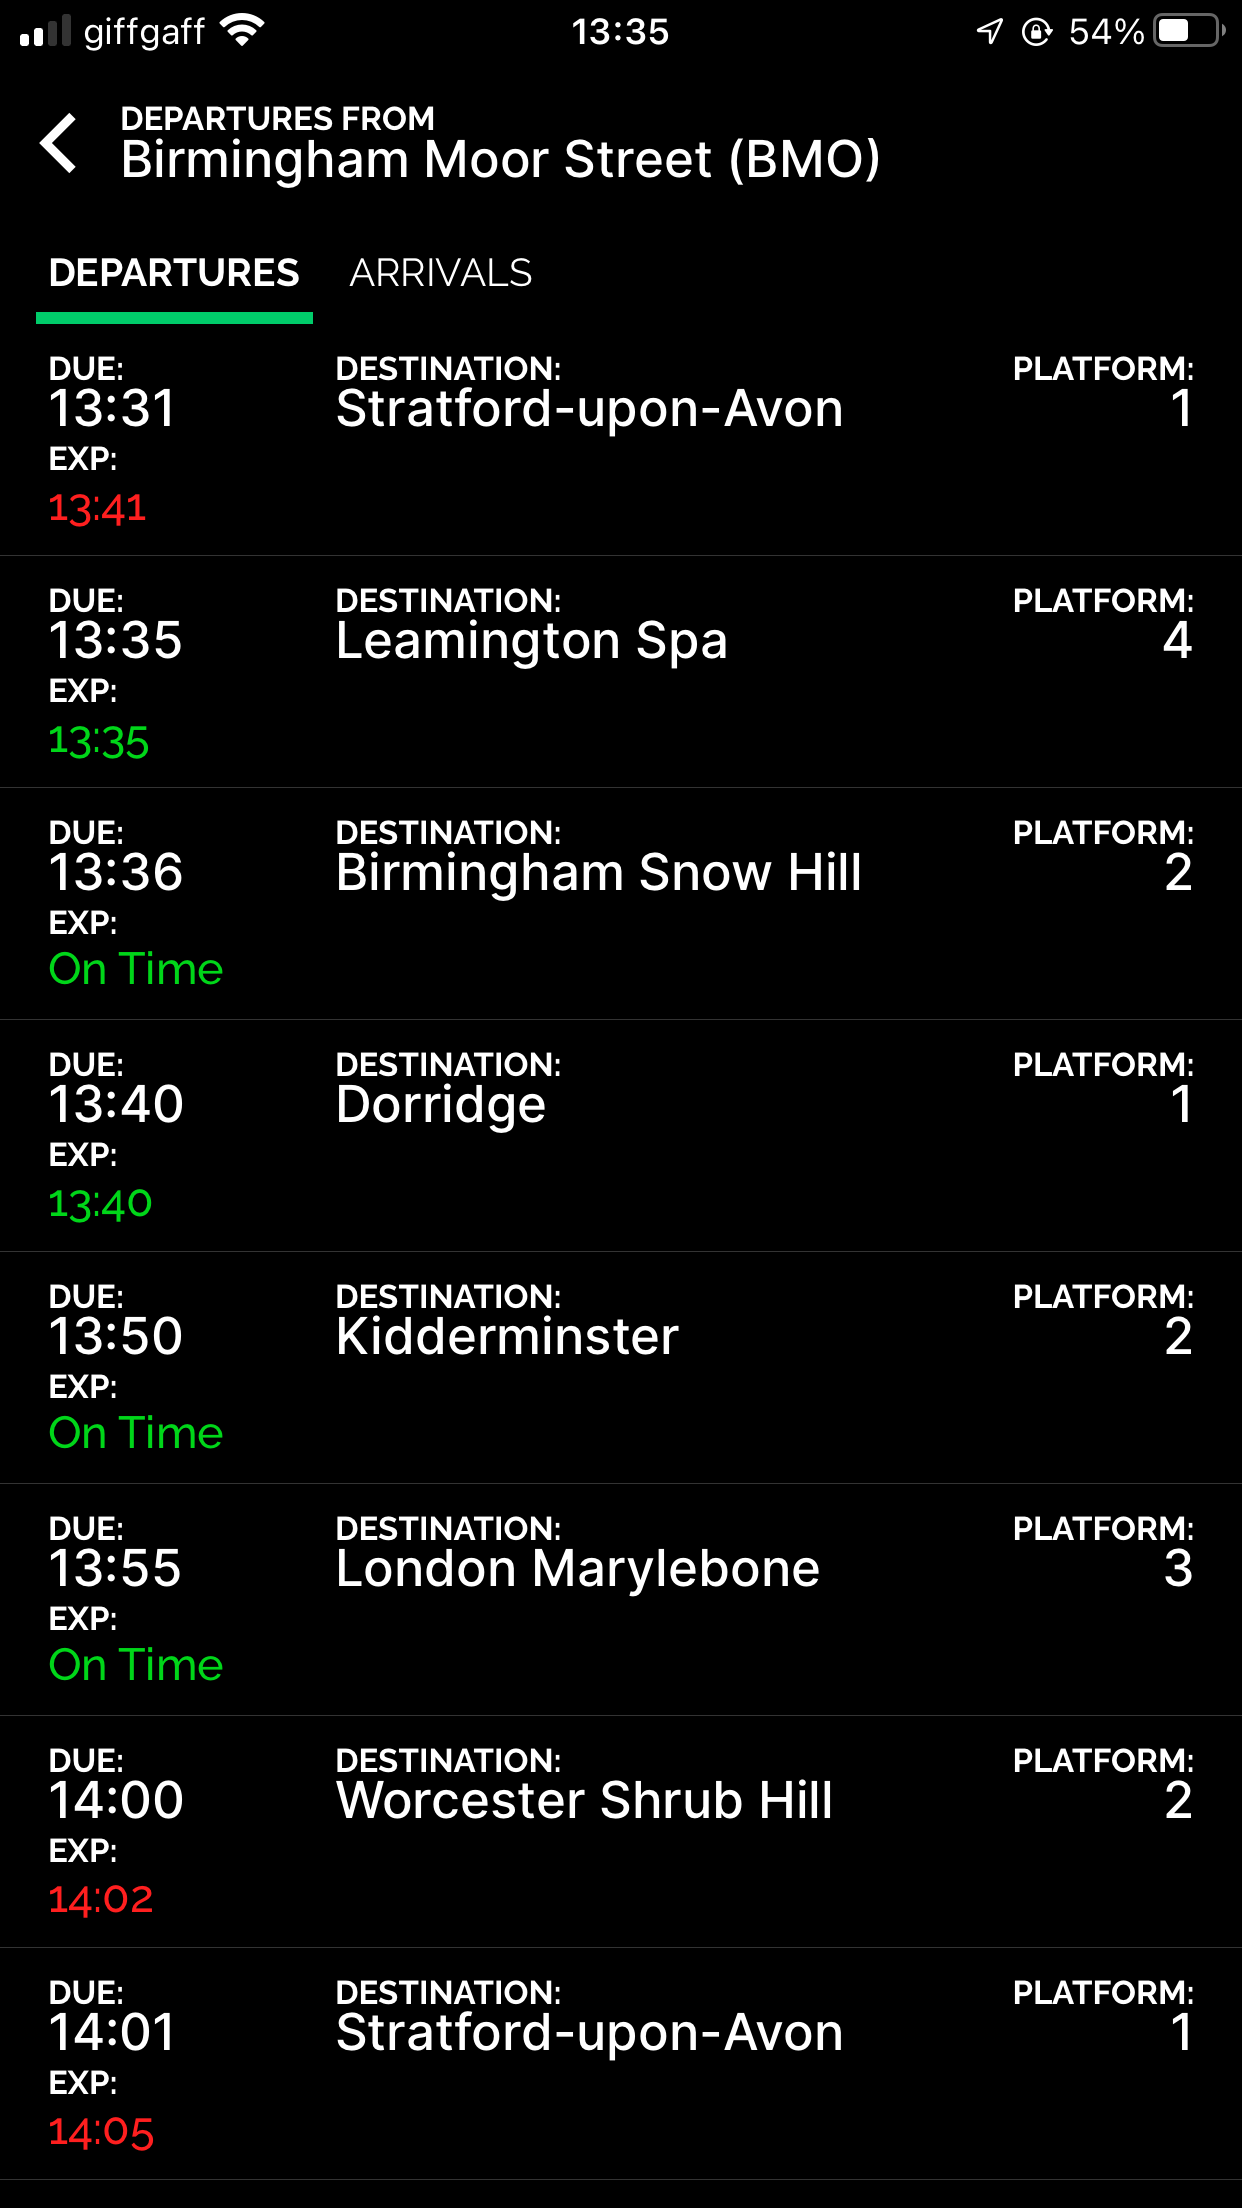 giffgaff 13:35 54%
DEPARTURES FROM
Birmingham Moor Street (BMO)
DEPARTURES ARRIVALS
DUE: DESTINATION: PLATFORM:
13:31 Stratford-upon-Avon 1
EXP:
13:41
DUE: DESTINATION: PLATFORM:
13:35 Leamington Spa 4
EXP:
13:35
DUE: DESTINATION: PLATFORM:
13:36 Birmingham Snow Hill 2
EXP:
On Time
DUE: DESTINATION: PLATFORM:
13:40 Dorridge 1
EXP:
13:40
DUE: DESTINATION: PLATFORM:
13:50 Kidderminster 2
EXP:
On Time
DUE: DESTINATION: PLATFORM:
13:55 London Marylebone 3
EXP:
On Time
DUE: DESTINATION: PLATFORM:
14:00 Worcester Shrub Hill 2
EXP:
14:02
DUE: DESTINATION: PLATFORM:
14:01 Stratford-upon-Avon 1
EXP:
14:05